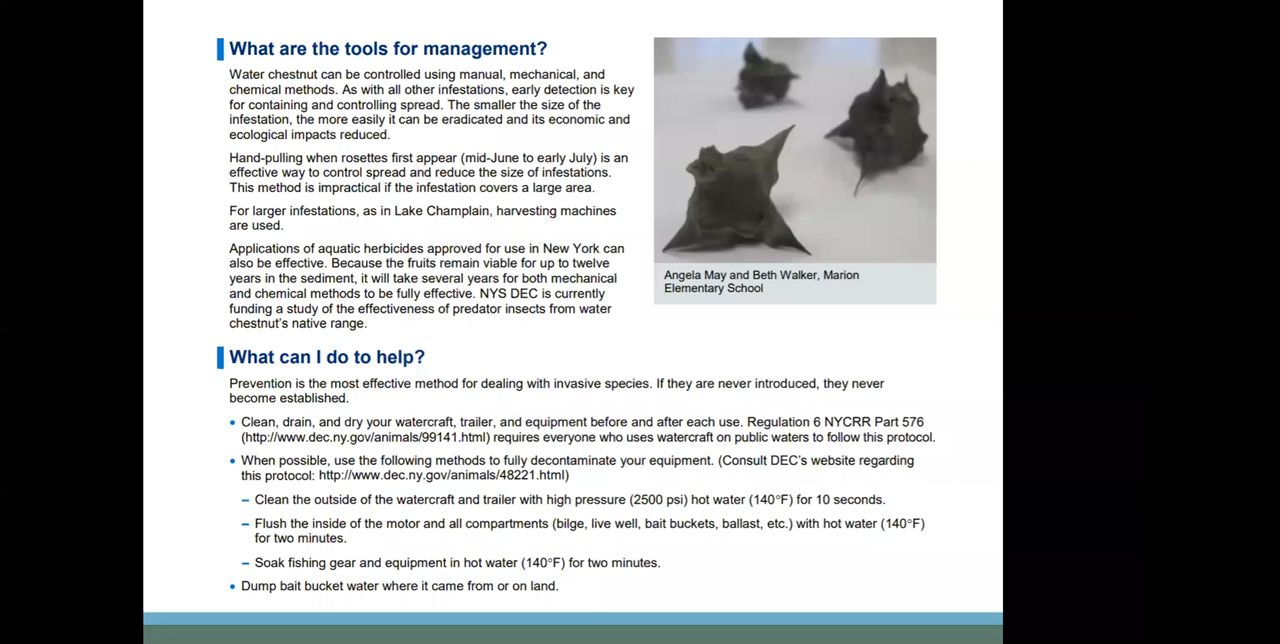 What are the tools for management?
Water chestnut can be controlled using manual, mechanical, and
chemical methods. As with all other infestations, early detection is key
for containing and controlling spread. The smaller the size of the
infestation, the more easily it can be eradicated and its economic and
ecological impacts reduced.
Hand-pulling when rosettes first appear (mid-June to early July) is an
effective way to control spread and reduce the size of infestations.
This method is impractical if the infestation covers a large area.
For larger infestations, as in Lake Champlain, harvesting machines
are used.
Applications of aquatic herbicides approved for use in New York can
also be effective. Because the fruits remain viable for up to twelve
years in the sediment, it will take several years for both mechanical
and chemical methods to be fully effective. NYS DEC is currently
funding a study of the effectiveness of predator insects from water
chestnut's native range.
Angela May and Beth Walker, Marion
Elementary School
What can I do to help?
Prevention is the most effective method for dealing with invasive species. If they are never introduced, they never
become established.
• Clean, drain, and dry your watercraft, trailer, and equipment before and after each use. Regulation 6 NYCRR Part 576
(http://www.dec.ny.gov/animals/99141.html) requires everyone who uses watercraft on public waters to follow this protocol.
• When possible, use the following methods to fully decontaminate your equipment. (Consult DEC's website regarding
this protocol: http://www.dec.ny.gov/animals/48221.html)
– Clean the outside of the watercraft and trailer with high pressure (2500 psi) hot water (140°F) for 10 seconds.
– Flush the inside of the motor and all compartments (bilge, live well, bait buckets, ballast, etc.) with hot water (140°F)
for two minutes.
– Soak fishing gear and equipment in hot water (140°F) for two minutes.
• Dump bait bucket water where it came from or on land.